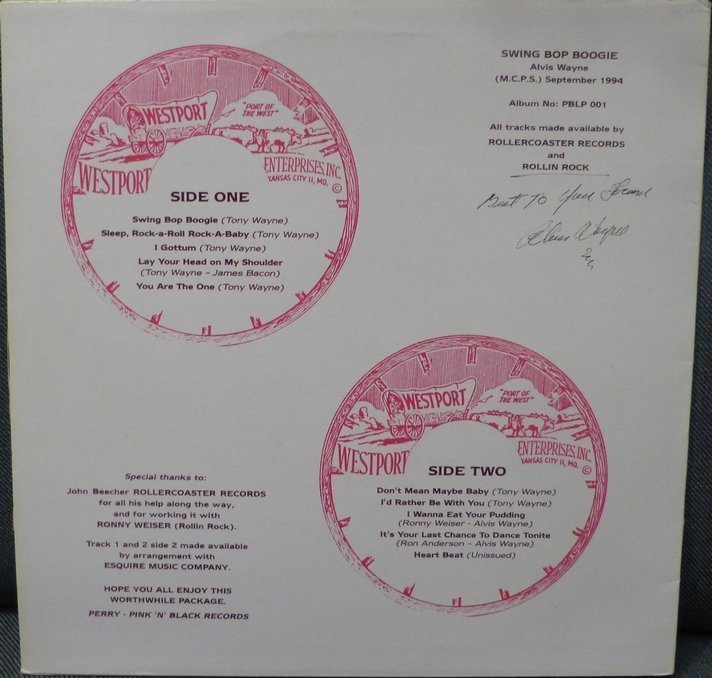 SWING BOP BOOGIE
Alvis Wayne
(M.C.P.S.) September 1994
Album No: PBLP 001
All tracks made available by
ROLLERCOASTER RECORDS
and
ROLLIN ROCK
Best To
Alvis Wayne
WESTPORT
"PORT OF
THE WEST"
WESTPORT
ENTERPRISES, INC.
KANSAS CITY 11, MO. ©
SIDE ONE
Swing Bop Boogie (Tony Wayne)
Sleep, Rock-a-Roll Rock-A-Baby (Tony Wayne)
I Gottum (Tony Wayne)
Lay Your Head on My Shoulder
(Tony Wayne – James Bacon)
You Are The One (Tony Wayne)
WESTPORT
"PORT OF
THE WEST"
WESTPORT
ENTERPRISES, INC.
KANSAS CITY 11, MO. ©
SIDE TWO
Don't Mean Maybe Baby (Tony Wayne)
I'd Rather Be With You (Tony Wayne)
I Wanna Eat Your Pudding
(Ronny Weiser - Alvis Wayne)
It's Your Last Chance To Dance Tonite
(Ron Anderson - Alvis Wayne)
Heart Beat (Unissued)
Special thanks to:
John Beecher ROLLERCOASTER RECORDS
for all his help along the way,
and for working with
RONNY WEISER (Rollin Rock).
Track 1 and 2 side 2 made available
by arrangement with
ESQUIRE MUSIC COMPANY.
HOPE YOU ALL ENJOY THIS
WORTHWHILE PACKAGE.
PERRY - PINK 'N' BLACK RECORDS